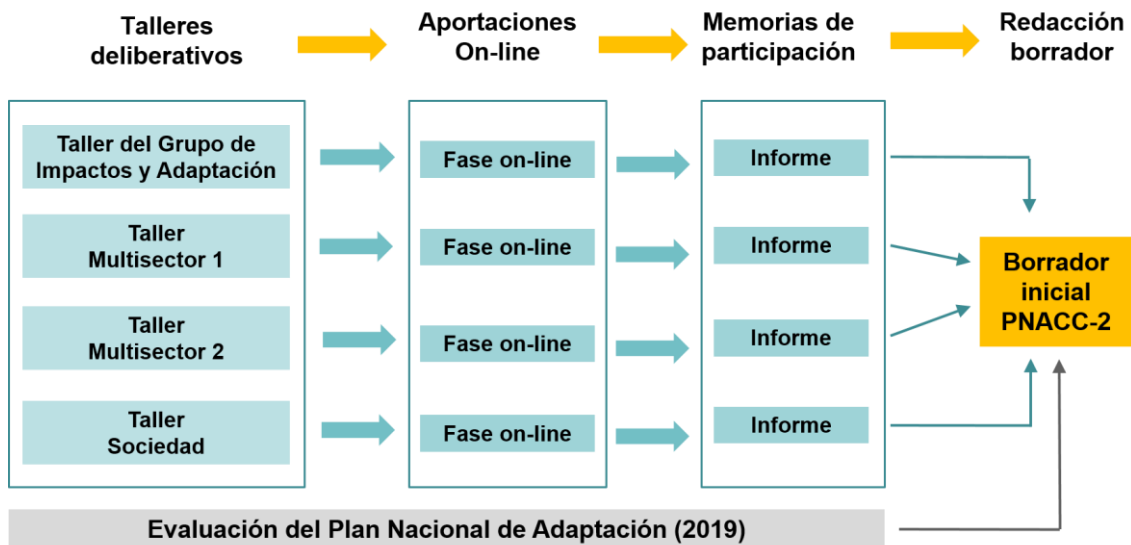 Talleres
deliberativos
Aportaciones
On-line
Memorias de
participación
Redacción
borrador
Taller del Grupo de
Impactos y Adaptación
Fase on-line
Informe
Taller
Multisector 1
Fase on-line
Informe
Taller
Multisector 2
Fase on-line
Informe
Taller
Sociedad
Fase on-line
Informe
Borrador
inicial
PNACC-2
Evaluación del Plan Nacional de Adaptación (2019)